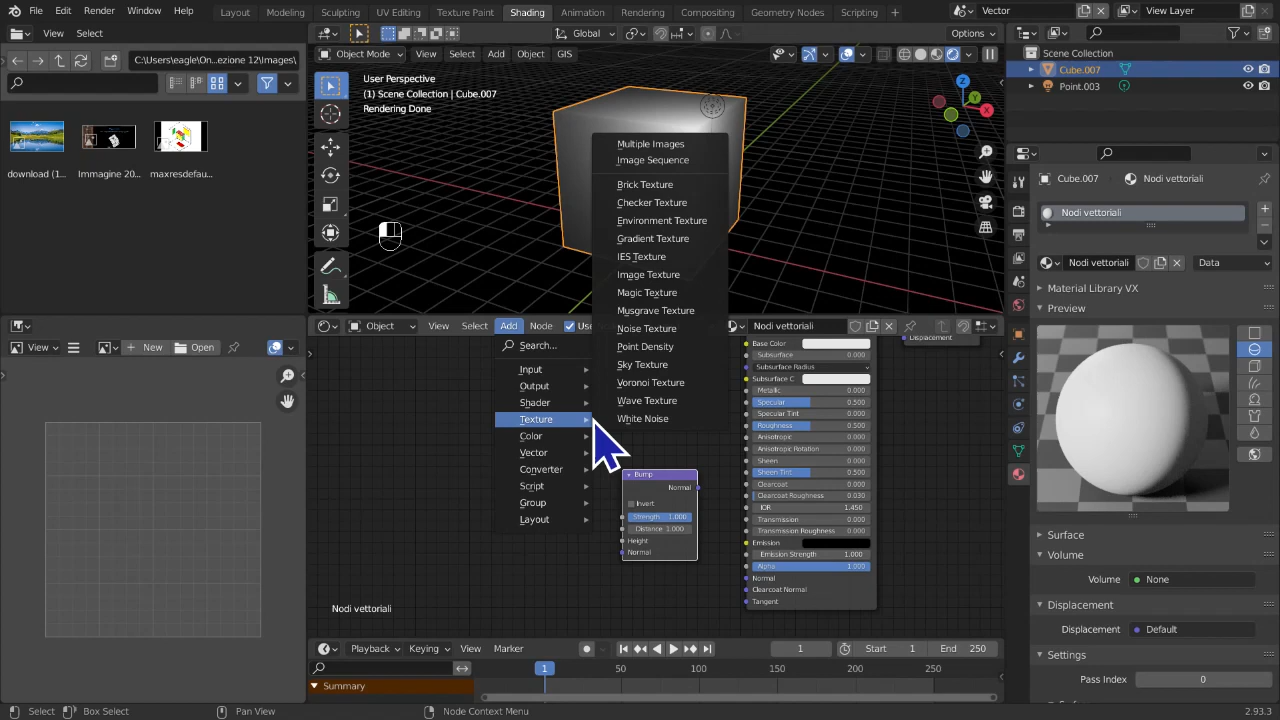 File Edit Render Window Help
Layout Modeling Sculpting UV Editing Texture Paint Shading Animation Rendering Compositing Geometry Nodes Scripting +
Vector
View Layer
View Select
C:\Users\eagle\On...ezione 12\Images\
download (1...
Immagine 20...
maxresdefau...
Global
Options
Object Mode View Select Add Object GIS
User Perspective
(1) Scene Collection | Cube.007
Rendering Done
Z
Y
X
Multiple Images
Image Sequence
Brick Texture
Checker Texture
Environment Texture
Gradient Texture
IES Texture
Image Texture
Magic Texture
Musgrave Texture
Noise Texture
Point Density
Sky Texture
Voronoi Texture
Wave Texture
White Noise
Scene Collection
Cube.007
Point.003
Cube.007 Nodi vettoriali
Nodi vettoriali
Nodi vettoriali Data
Material Library VX
Preview
Surface
Volume
Volume None
Displacement
Displacement Default
Settings
Pass Index 0
View New Open
Object View Select Add Node Use
Nodi vettoriali
Search...
Input
Output
Shader
Texture
Color
Vector
Converter
Script
Group
Layout
Bump
Normal
Invert
Strength 1.000
Distance 1.000
Height
Normal
Displacement
Base Color
Subsurface 0.000
Subsurface Radius
Subsurface C
Metallic 0.000
Specular 0.500
Specular Tint 0.000
Roughness 0.500
Anisotropic 0.000
Anisotropic Rotation 0.000
Sheen 0.000
Sheen Tint 0.500
Clearcoat 0.000
Clearcoat Roughness 0.030
IOR 1.450
Transmission 0.000
Transmission Roughness 0.000
Emission
Emission Strength 1.000
Alpha 1.000
Normal
Clearcoat Normal
Tangent
Nodi vettoriali
Playback Keying View Marker
1 Start 1 End 250
1 50 100 150 200 250
Summary
Select Box Select Pan View Node Context Menu 2.93.3